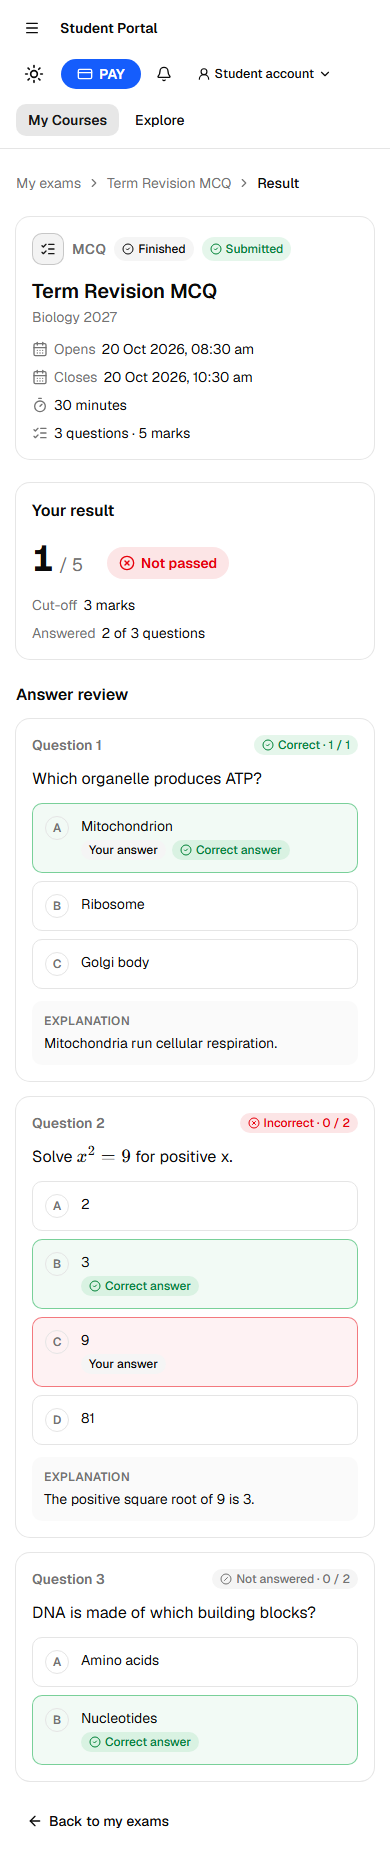 Student Portal
PAY
Student account
My Courses
Explore
My exams > Term Revision MCQ > Result
MCQ
Finished
Submitted
Term Revision MCQ
Biology 2027
Opens 20 Oct 2026, 08:30 am
Closes 20 Oct 2026, 10:30 am
30 minutes
3 questions · 5 marks
Your result
1 / 5
Not passed
Cut-off 3 marks
Answered 2 of 3 questions
Answer review
Question 1
Correct · 1 / 1
Which organelle produces ATP?
A Mitochondrion
Your answer
Correct answer
B Ribosome
C Golgi body
EXPLANATION
Mitochondria run cellular respiration.
Question 2
Incorrect · 0 / 2
Solve x² = 9 for positive x.
A 2
B 3
Correct answer
C 9
Your answer
D 81
EXPLANATION
The positive square root of 9 is 3.
Question 3
Not answered · 0 / 2
DNA is made of which building blocks?
A Amino acids
B Nucleotides
Correct answer
Back to my exams